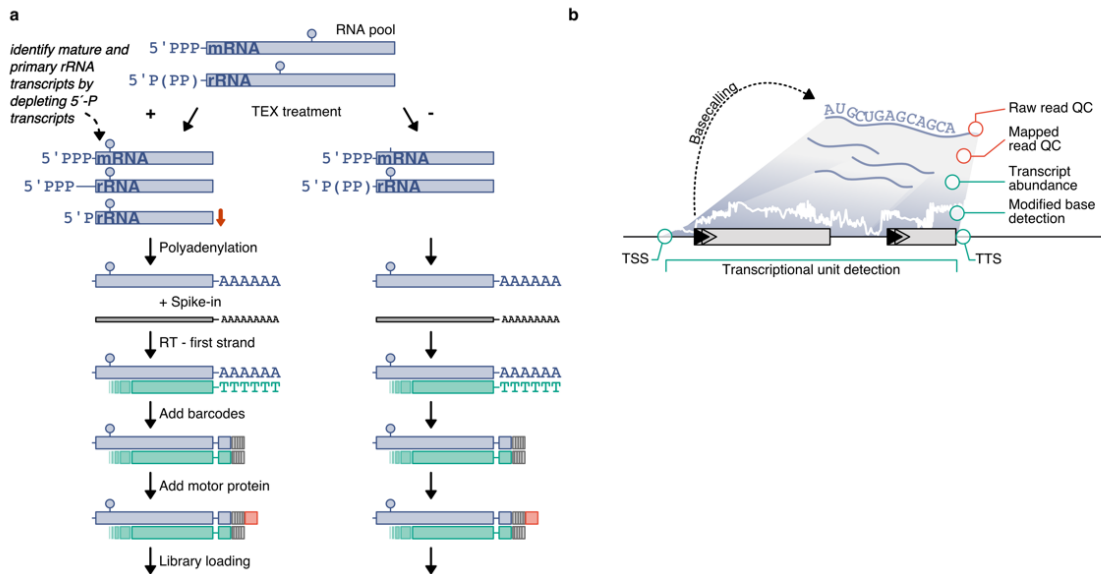 a
RNA pool
identify mature and
primary rRNA
transcripts by
depleting 5´-P
transcripts
5'PPP-mRNA
5'P(PP)-rRNA
+
TEX treatment
-
5'PPP-mRNA
5'PPP-rRNA
5'PrRNA
5'PPP-mRNA
5'P(PP)-rRNA
Polyadenylation
AAAAAA
AAAAAA
+ Spike-in
AAAAAAAAA
AAAAAAAAA
RT - first strand
AAAAAA
TTTTTT
AAAAAA
TTTTTT
Add barcodes
Add motor protein
Library loading
b
Basecalling
AUGCUGAGCAGCA
Raw read QC
Mapped
read QC
Transcript
abundance
Modified base
detection
TSS
TTS
Transcriptional unit detection